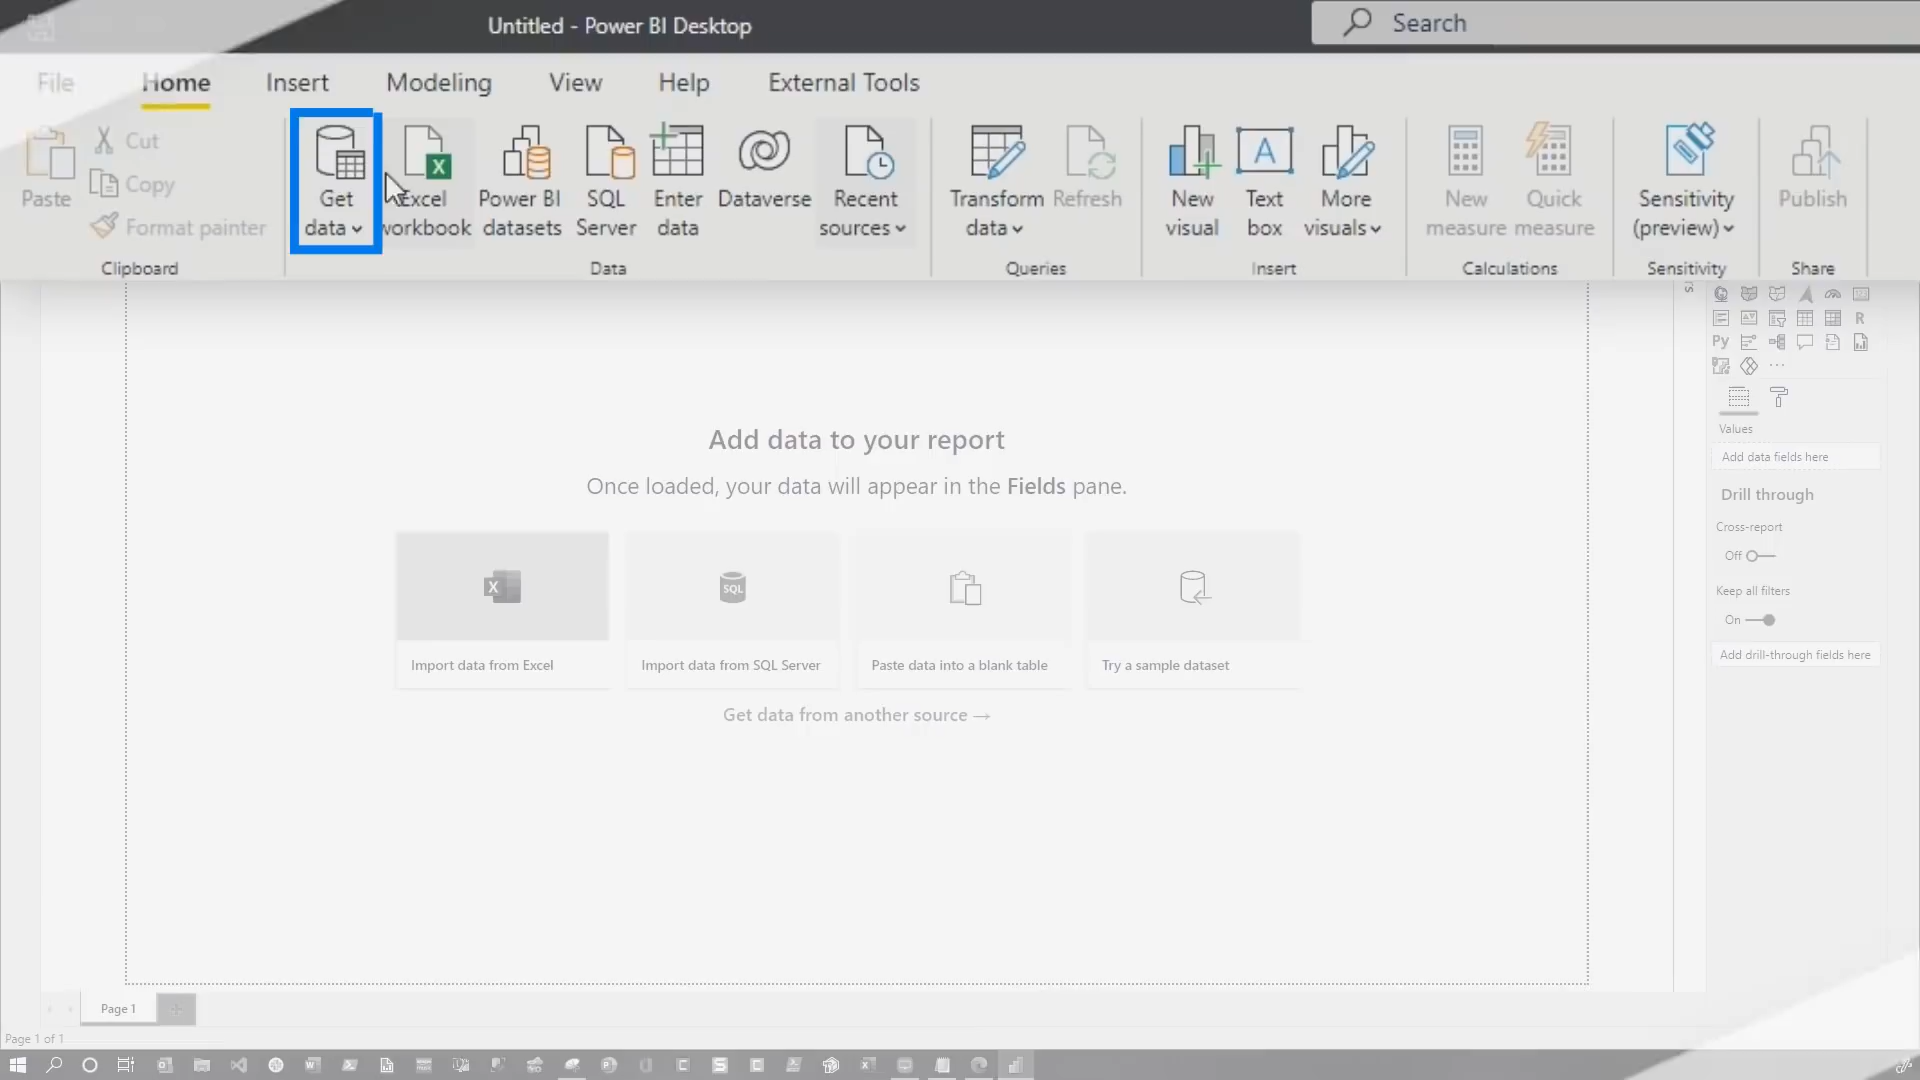 Untitled - Power BI Desktop
Search
File Home Insert Modeling View Help External Tools
Paste
Cut
Copy
Format painter
Clipboard
Get data
Excel workbook
Power BI datasets
SQL Server
Enter data
Dataverse
Recent sources
Data
Transform data
Refresh
Queries
New visual
Text box
More visuals
Insert
New measure
Quick measure
Calculations
Sensitivity (preview)
Sensitivity
Publish
Share
Add data to your report
Once loaded, your data will appear in the Fields pane.
SQL
Import data from Excel
Import data from SQL Server
Paste data into a blank table
Try a sample dataset
Get data from another source →
R
Py
Values
Add data fields here
Drill through
Cross-report
Off
Keep all filters
On
Add drill-through fields here
Page 1
Page 1 of 1